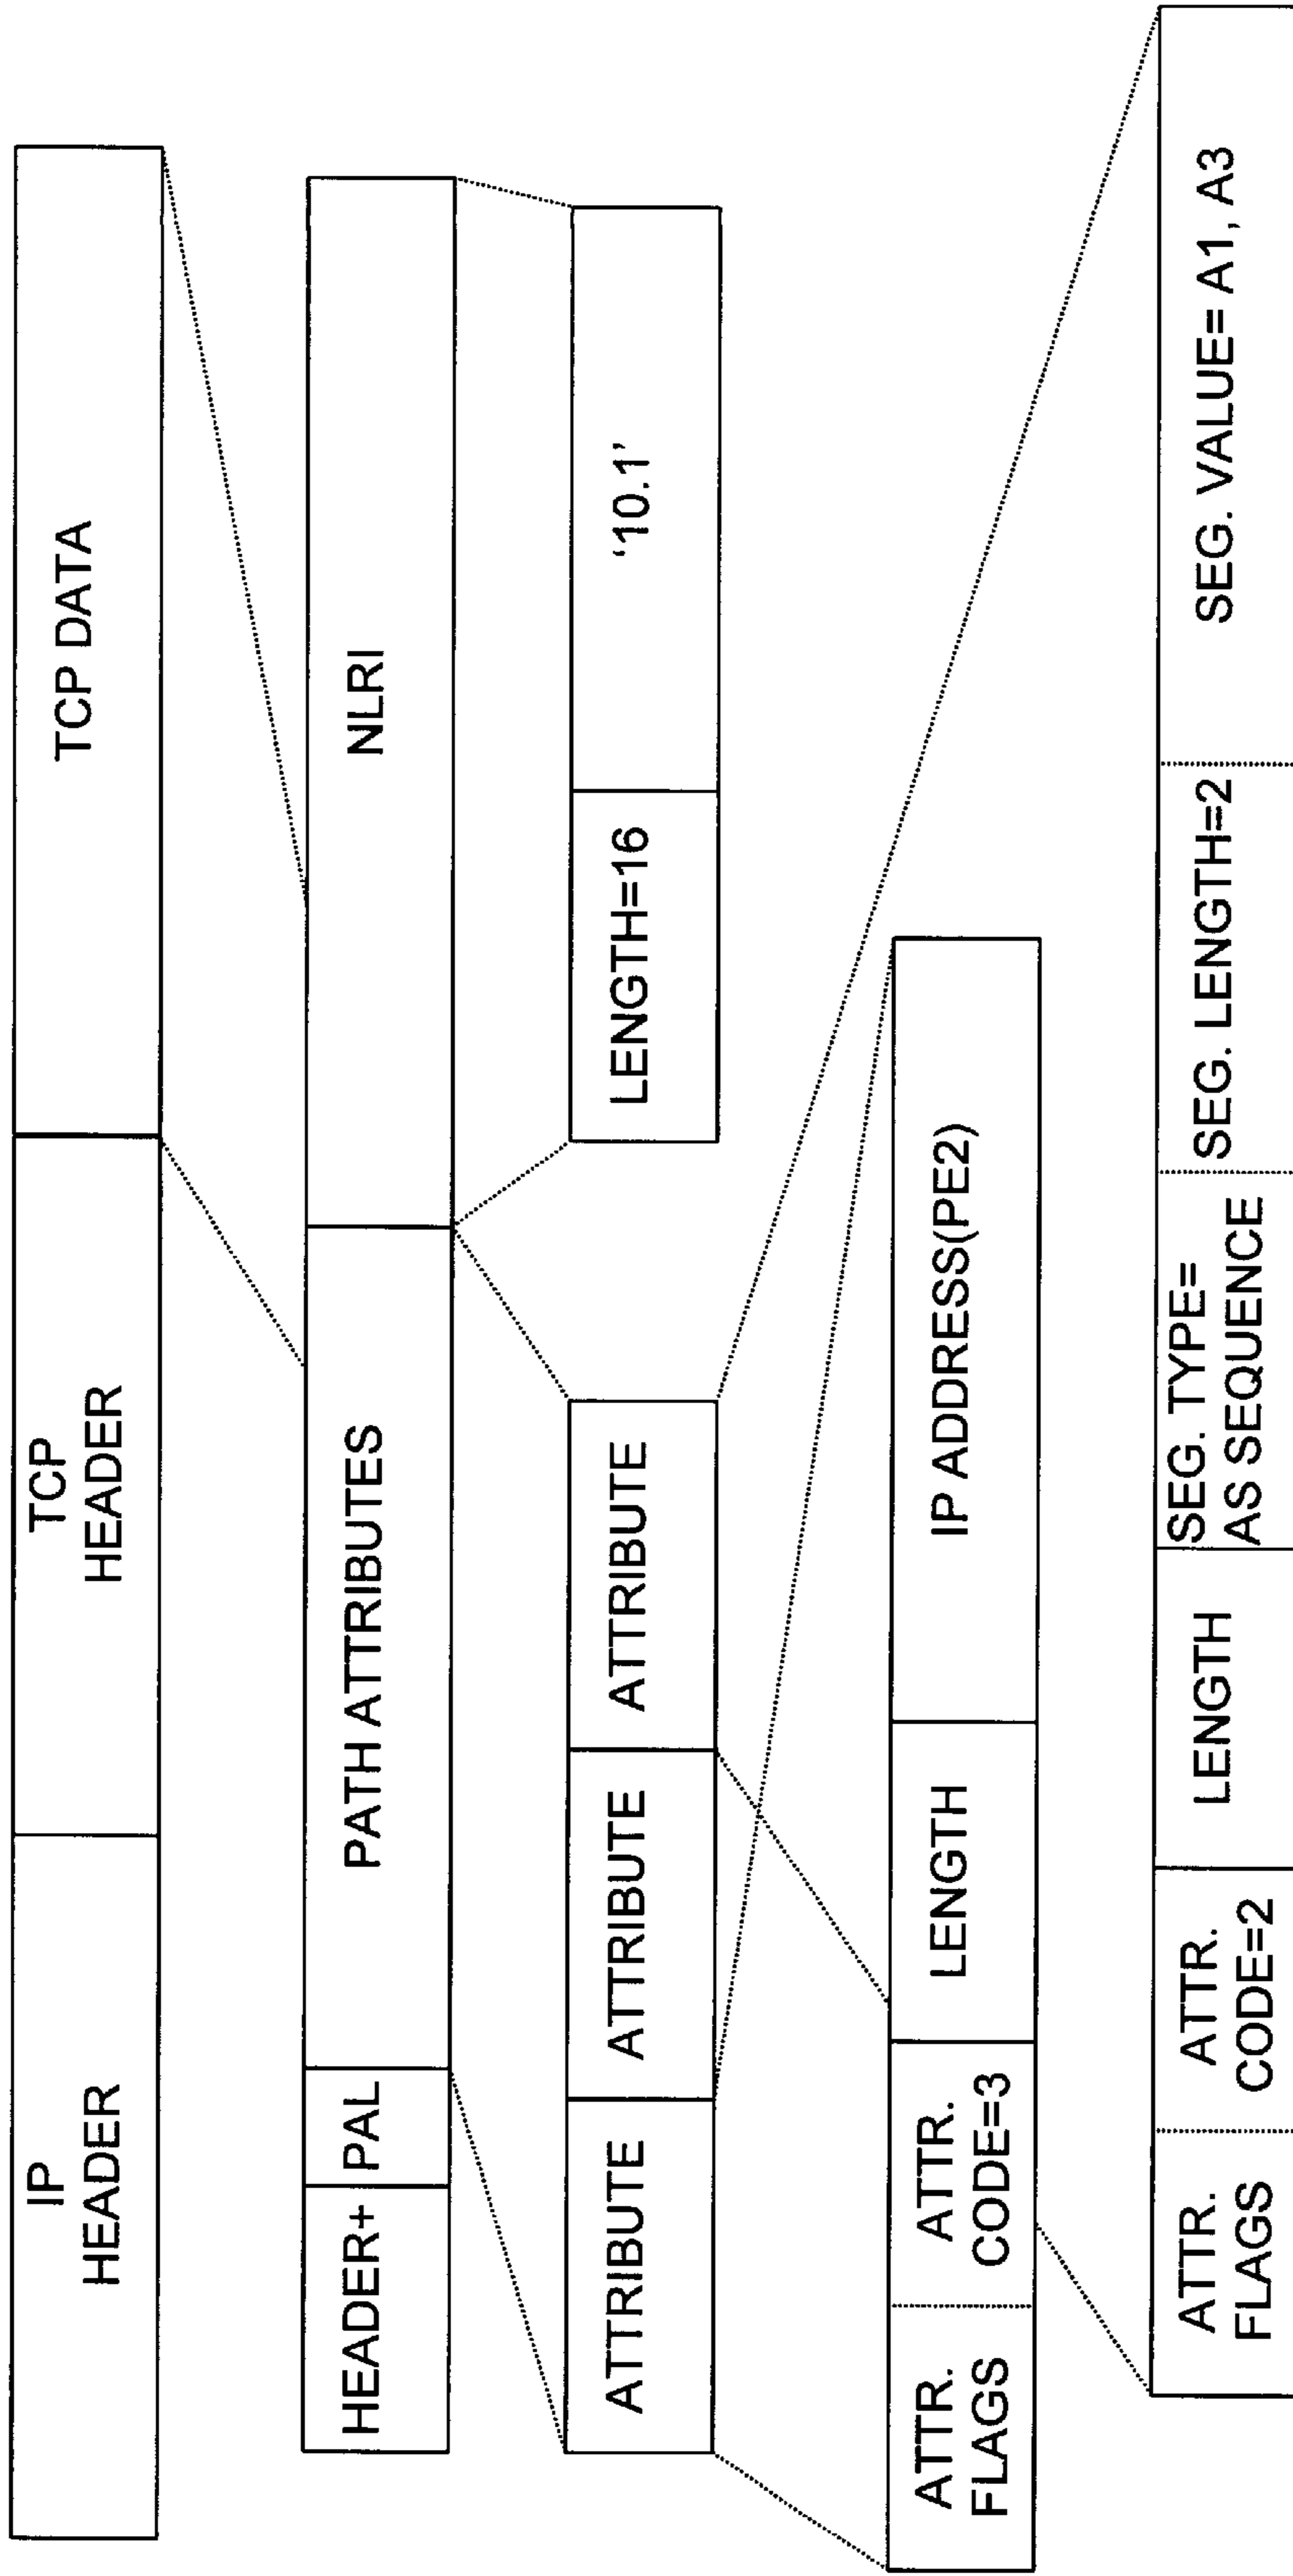 IP
HEADER
TCP
HEADER
TCP DATA
HEADER+
PAL
PATH ATTRIBUTES
NLRI
ATTRIBUTE
ATTRIBUTE
ATTRIBUTE
LENGTH=16
‘10.1’
ATTR.
FLAGS
ATTR.
CODE=3
LENGTH
IP ADDRESS(PE2)
ATTR.
FLAGS
ATTR.
CODE=2
LENGTH
SEG. TYPE=
AS SEQUENCE
SEG. LENGTH=2
SEG. VALUE= A1, A3